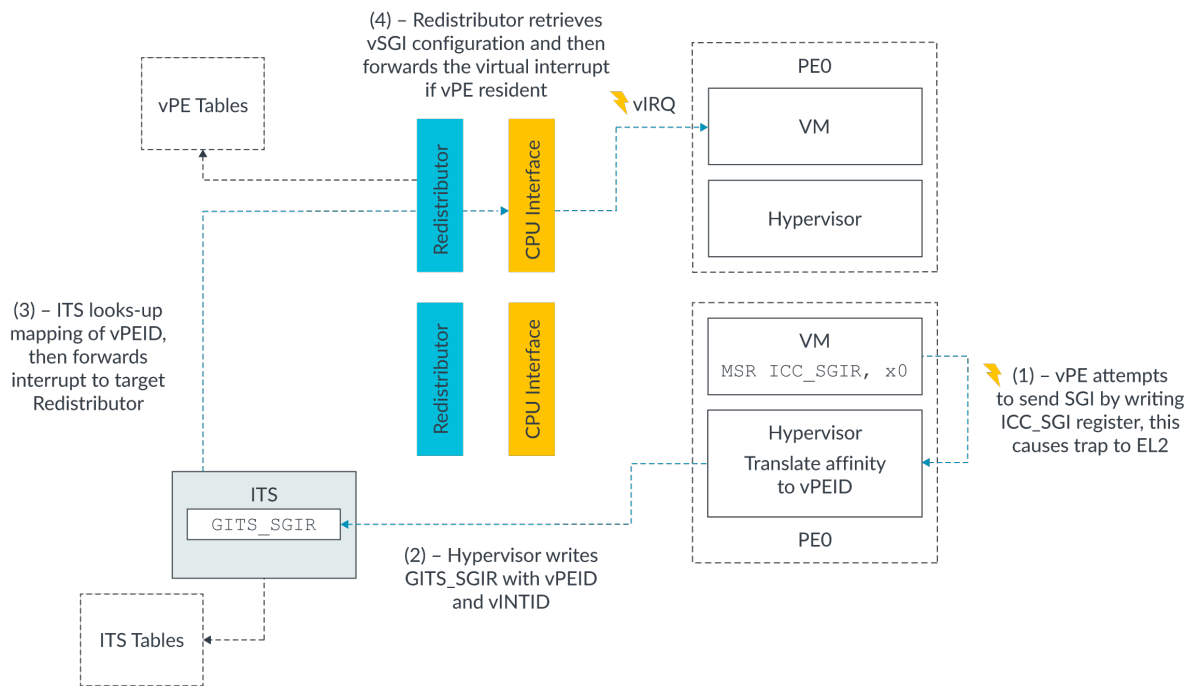 (4) – Redistributor retrieves
vSGI configuration and then
forwards the virtual interrupt
if vPE resident
vPE Tables
Redistributor
CPU Interface
vIRQ
PE0
VM
Hypervisor
(3) – ITS looks-up
mapping of vPEID,
then forwards
interrupt to target
Redistributor
Redistributor
CPU Interface
VM
MSR ICC_SGIR, x0
Hypervisor
Translate affinity
to vPEID
PE0
(1) – vPE attempts
to send SGI by writing
ICC_SGI register, this
causes trap to EL2
ITS
GITS_SGIR
(2) – Hypervisor writes
GITS_SGIR with vPEID
and vINTID
ITS Tables